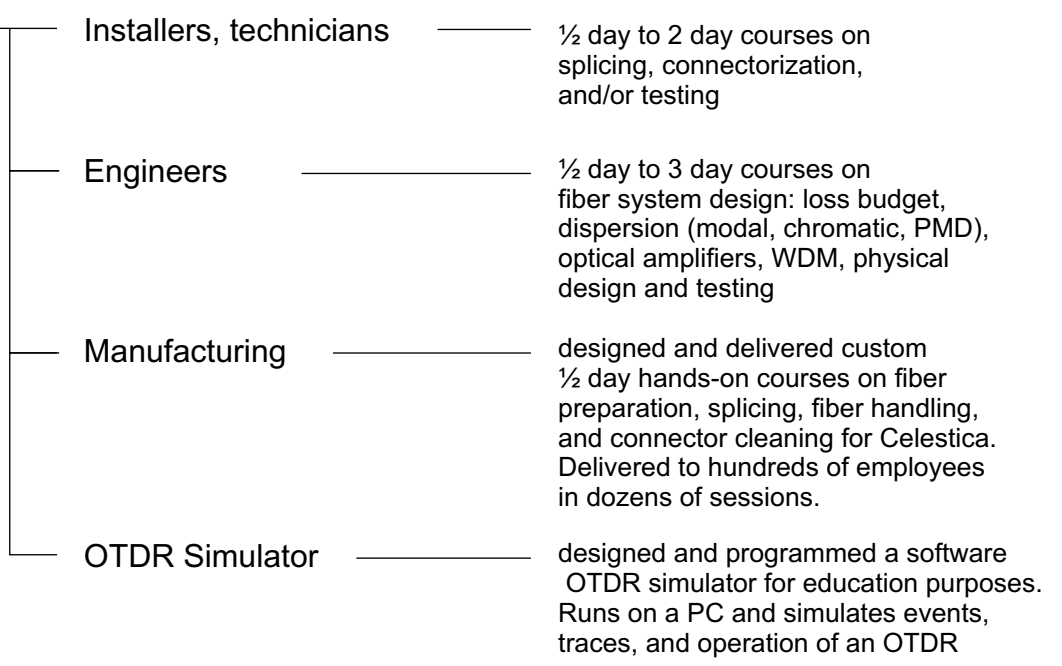 Installers, technicians
½ day to 2 day courses on
splicing, connectorization,
and/or testing
Engineers
½ day to 3 day courses on
fiber system design: loss budget,
dispersion (modal, chromatic, PMD),
optical amplifiers, WDM, physical
design and testing
Manufacturing
designed and delivered custom
½ day hands-on courses on fiber
preparation, splicing, fiber handling,
and connector cleaning for Celestica.
Delivered to hundreds of employees
in dozens of sessions.
OTDR Simulator
designed and programmed a software
OTDR simulator for education purposes.
Runs on a PC and simulates events,
traces, and operation of an OTDR